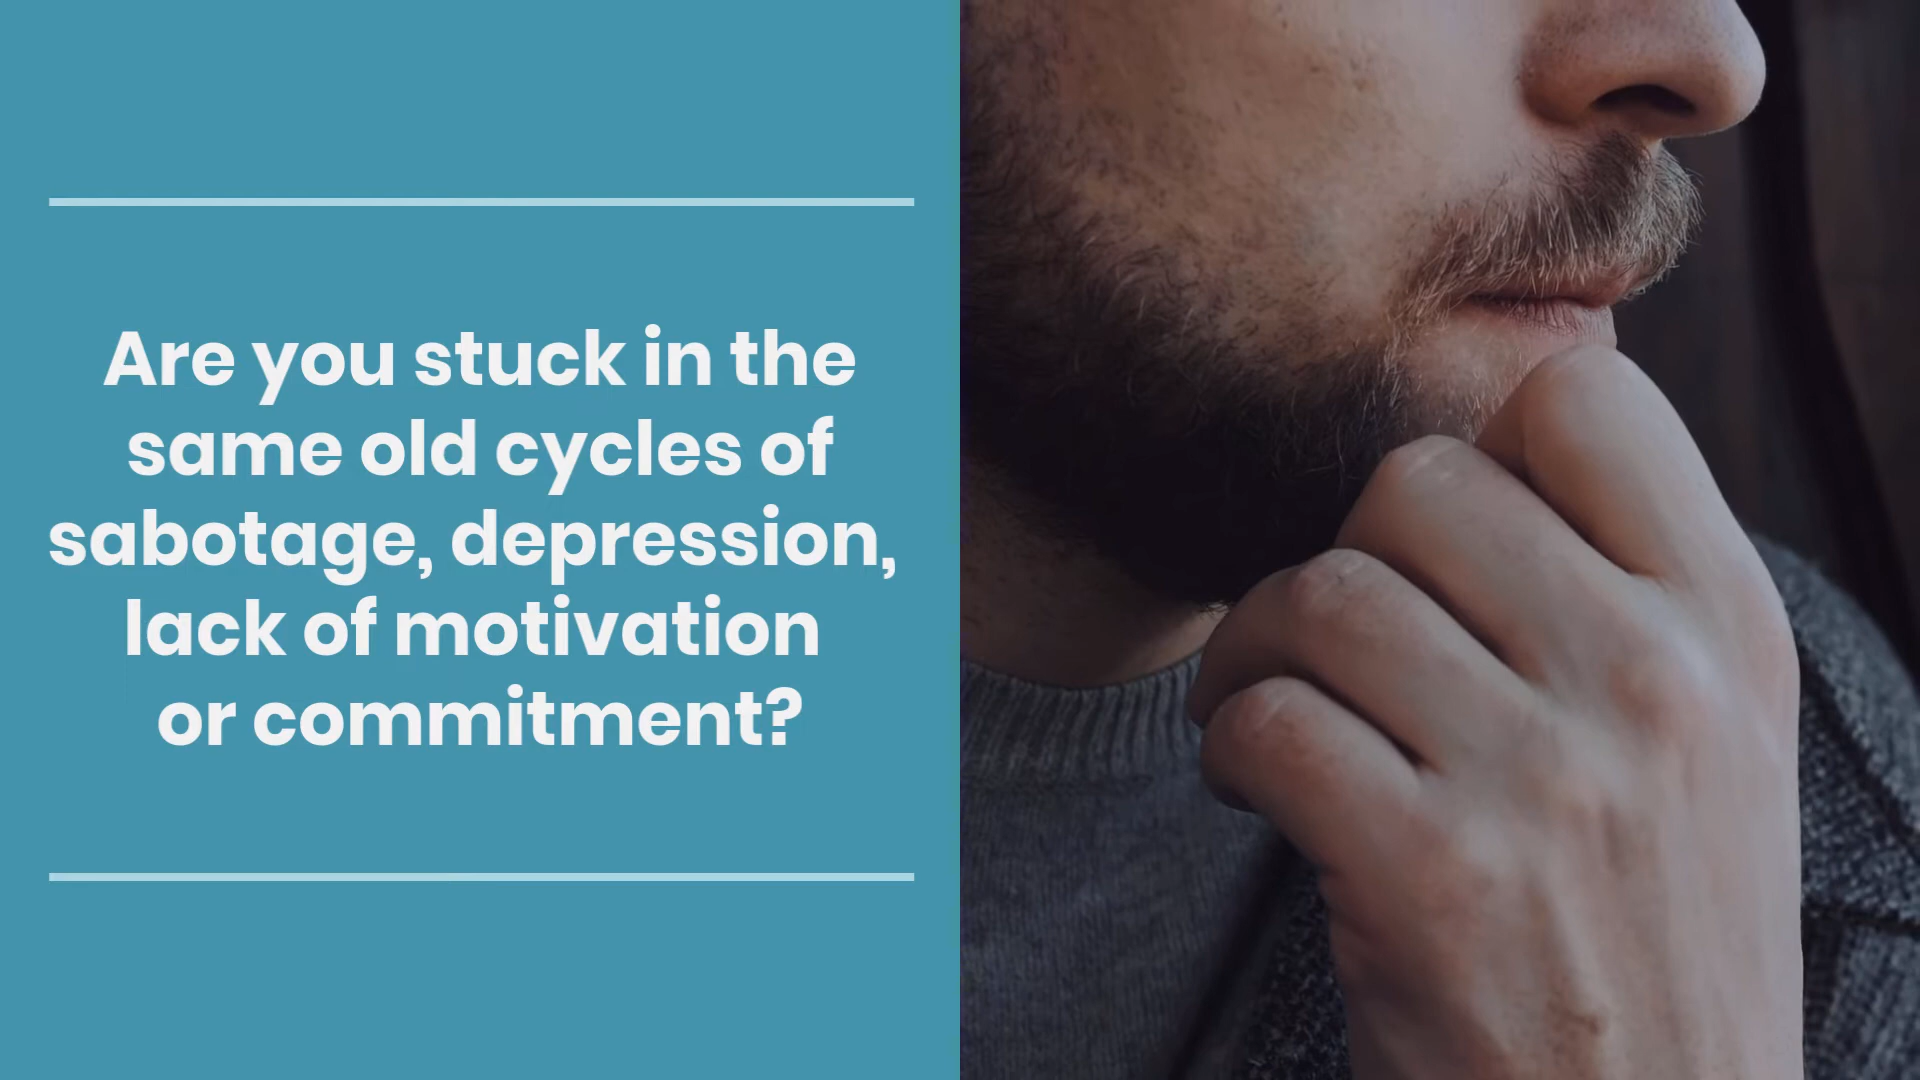 Are you stuck in the
same old cycles of
sabotage, depression,
lack of motivation
or commitment?